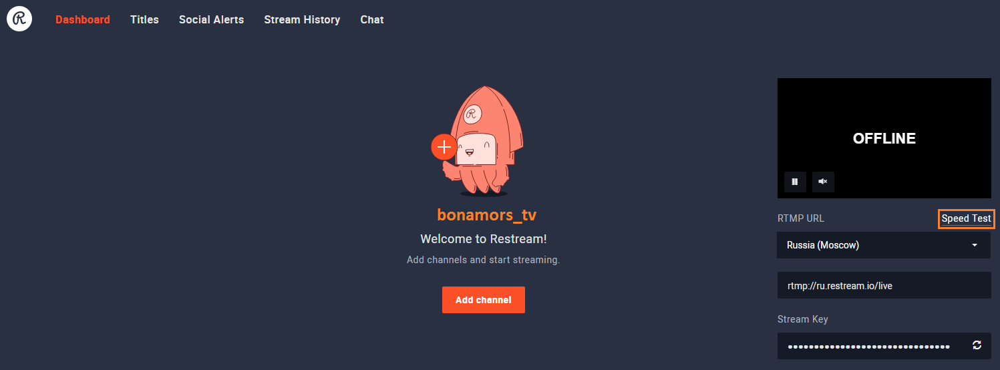 R
Dashboard Titles Social Alerts Stream History Chat
R
OFFLINE
bonamors_tv
Welcome to Restream!
Add channels and start streaming.
Add channel
RTMP URL Speed Test
Russia (Moscow)
rtmp://ru.restream.io/live
Stream Key